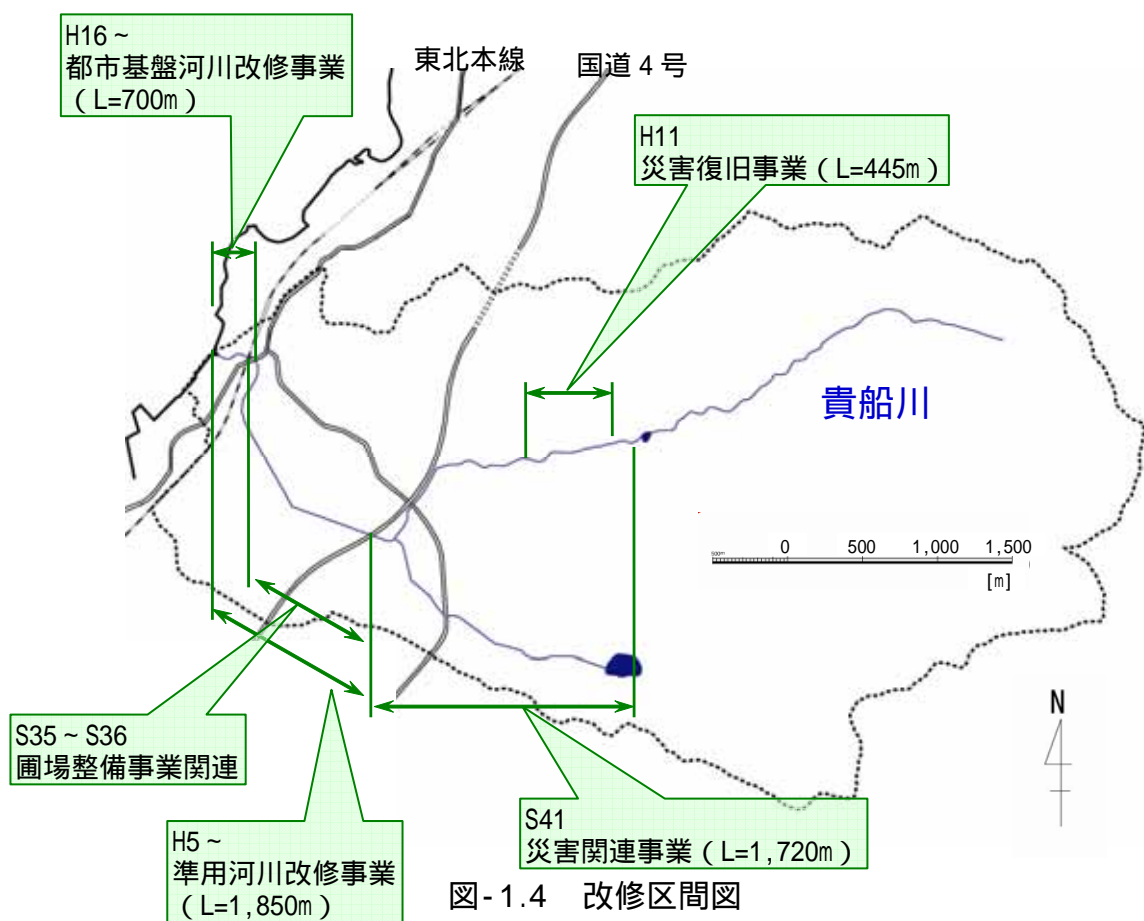 H16～
都市基盤河川改修事業
（L=700m）
東北本線
国道４号
H11
災害復旧事業（L=445m）
貴船川
500m 0 500 1,000 1,500
[m]
N
S35～S36
圃場整備事業関連
H5～
準用河川改修事業
（L=1,850m）
S41
災害関連事業（L=1,720m）
図-1.4　改修区間図